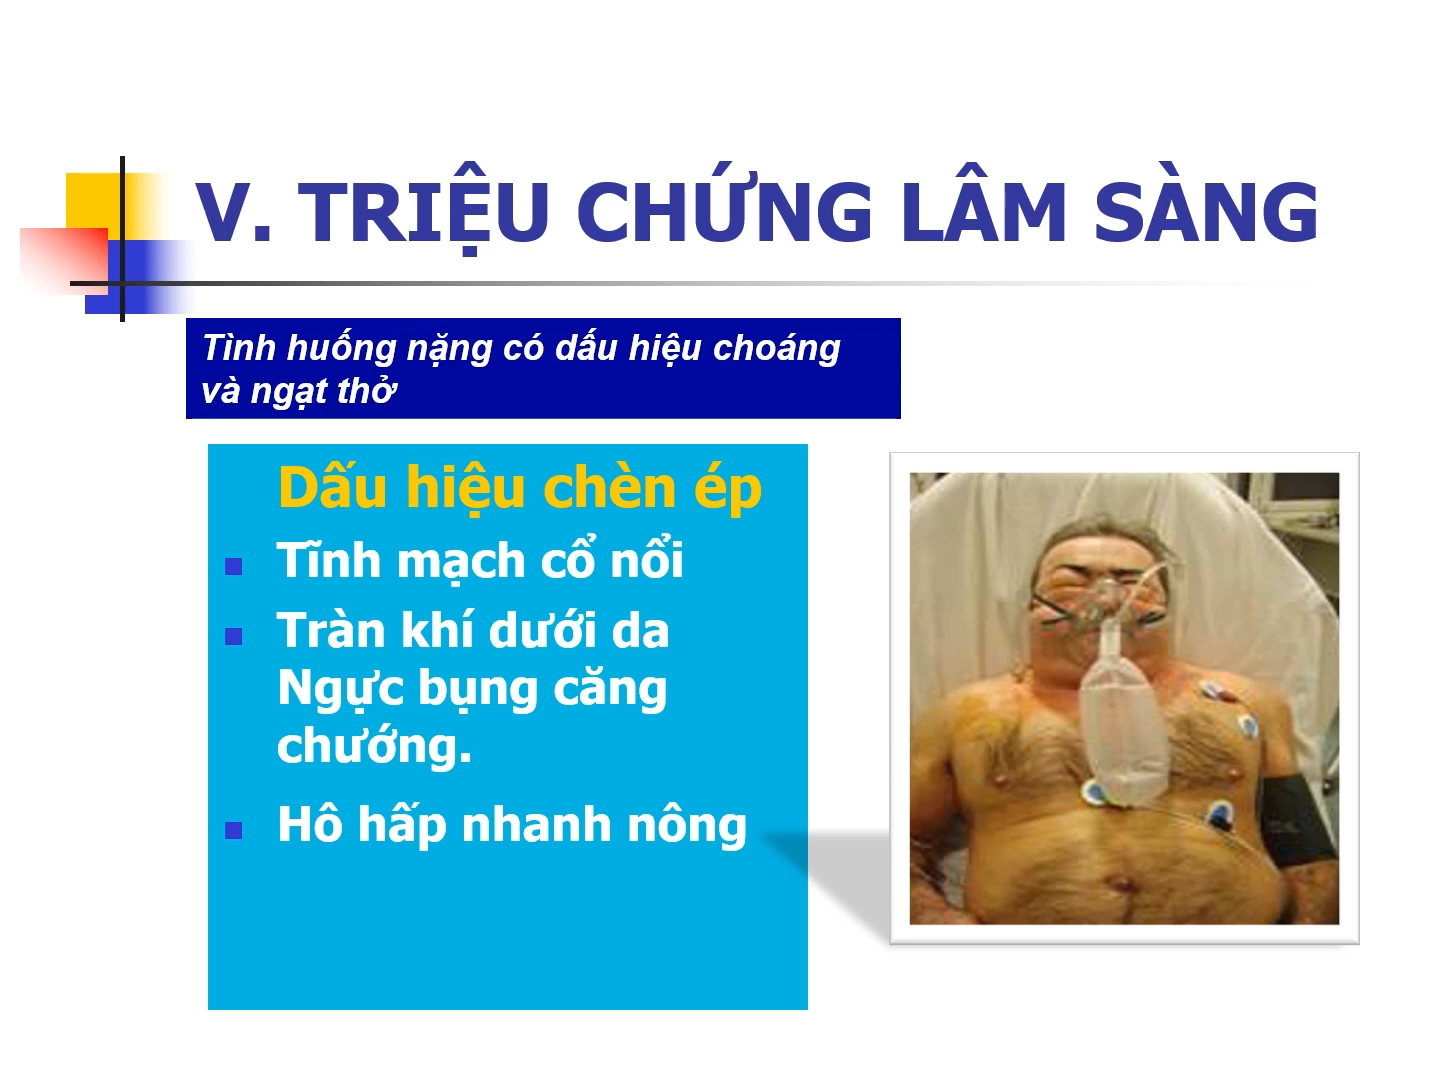 V. TRIỆU CHỨNG LÂM SÀNG
Tình huống nặng có dấu hiệu choáng
và ngạt thở
Dấu hiệu chèn ép
Tĩnh mạch cổ nổi
Tràn khí dưới da
Ngực bụng căng
chướng.
Hô hấp nhanh nông